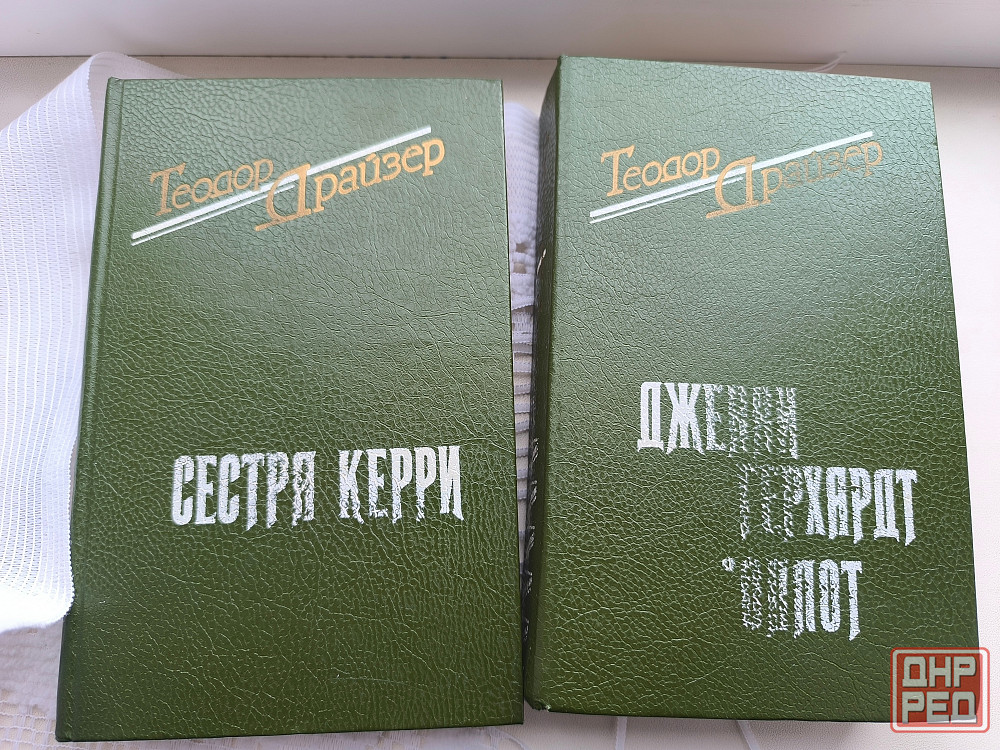 Теодор Драйзер
СЕСТРА КЕРРИ
Теодор Драйзер
ДЖЕННИ
ГЕРХАРДТ
ОПЛОТ
ДНР
РЕД